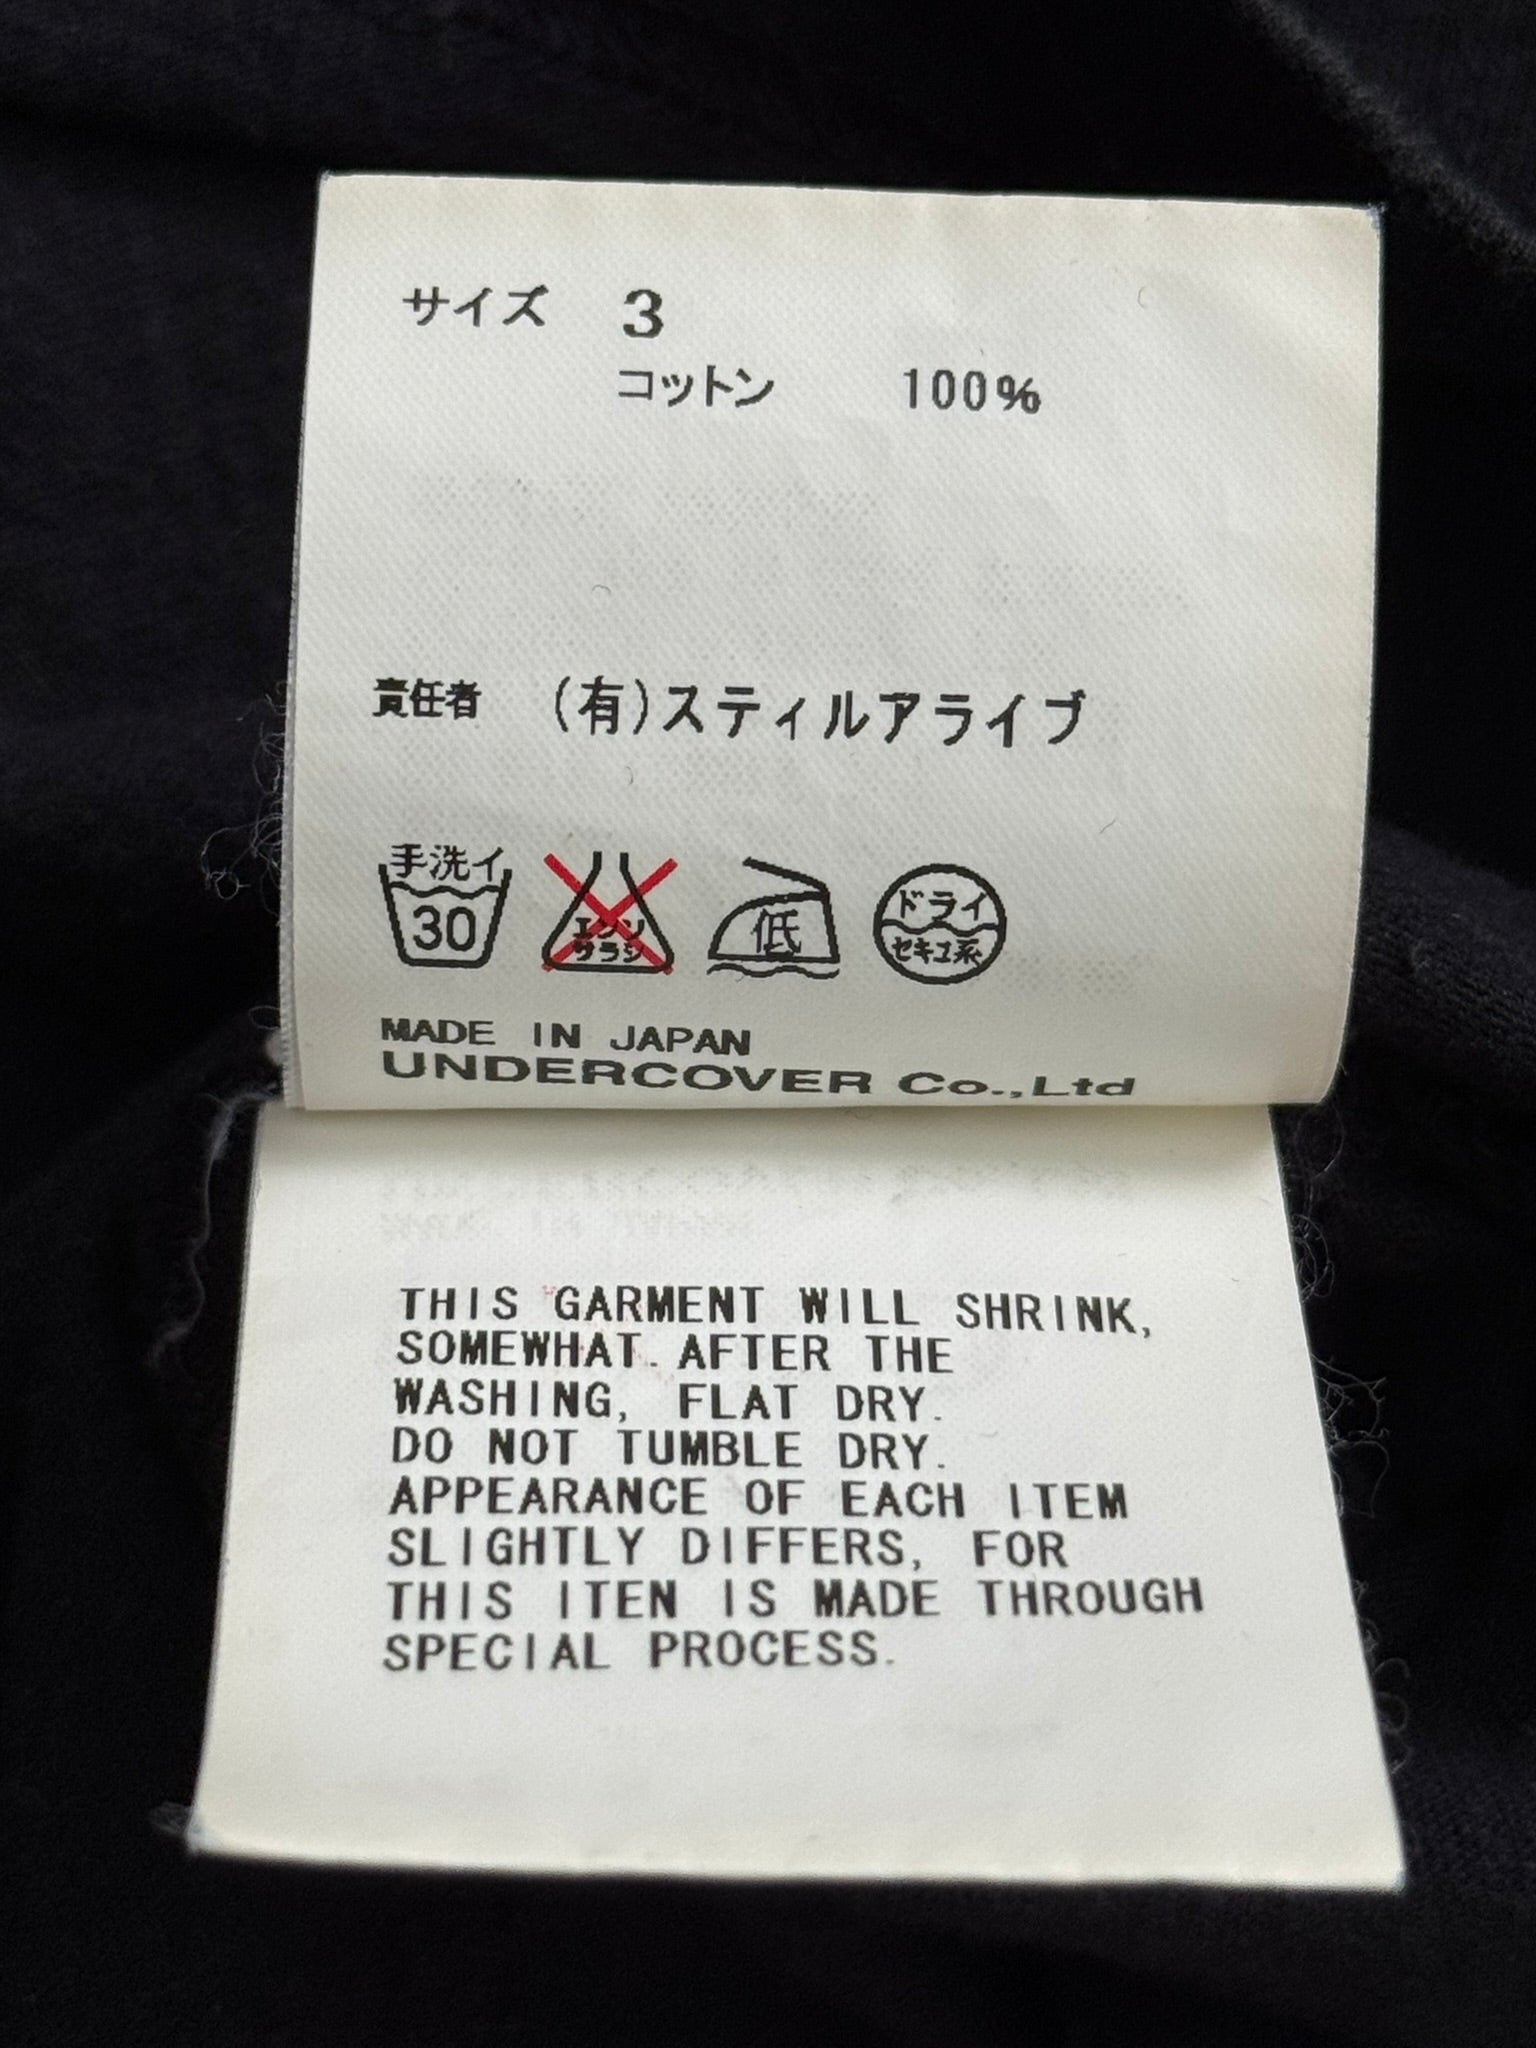 サイズ 3
コットン 100%
責任者 (有)スティルアライブ
手洗イ
30
エンソ
サラシ
低
ドライ
セキユ系
MADE IN JAPAN
UNDERCOVER Co.,Ltd
THIS GARMENT WILL SHRINK,
SOMEWHAT. AFTER THE
WASHING, FLAT DRY.
DO NOT TUMBLE DRY.
APPEARANCE OF EACH ITEM
SLIGHTLY DIFFERS, FOR
THIS ITEN IS MADE THROUGH
SPECIAL PROCESS.